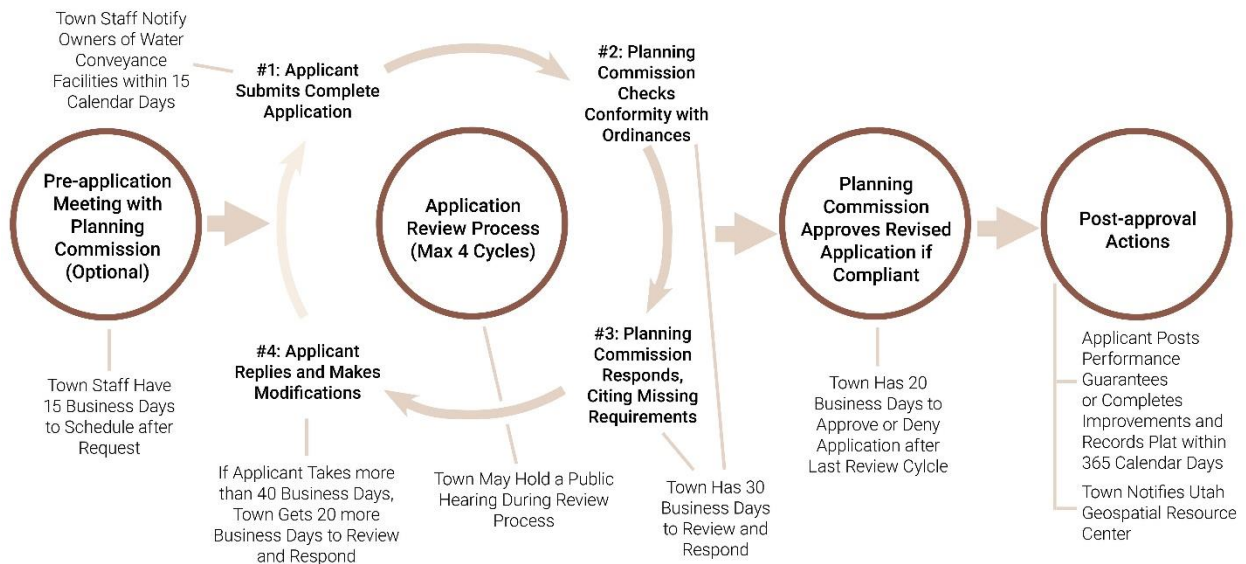 Town Staff Notify
Owners of Water
Conveyance
Facilities within 15
Calendar Days
#1: Applicant
Submits Complete
Application
#2: Planning
Commission
Checks
Conformity with
Ordinances
Pre-application
Meeting with
Planning
Commission
(Optional)
Application
Review Process
(Max 4 Cycles)
Planning
Commission
Approves Revised
Application if
Compliant
Post-approval
Actions
#4: Applicant
Replies and Makes
Modifications
#3: Planning
Commission
Responds,
Citing Missing
Requirements
Town Staff Have
15 Business Days
to Schedule after
Request
If Applicant Takes more
than 40 Business Days,
Town Gets 20 more
Business Days to Review
and Respond
Town May Hold a Public
Hearing During Review
Process
Town Has 30
Business Days
to Review and
Respond
Town Has 20
Business Days to
Approve or Deny
Application after
Last Review Cylcle
Applicant Posts
Performance
Guarantees
or Completes
Improvements and
Records Plat within
365 Calendar Days
Town Notifies Utah
Geospatial Resource
Center